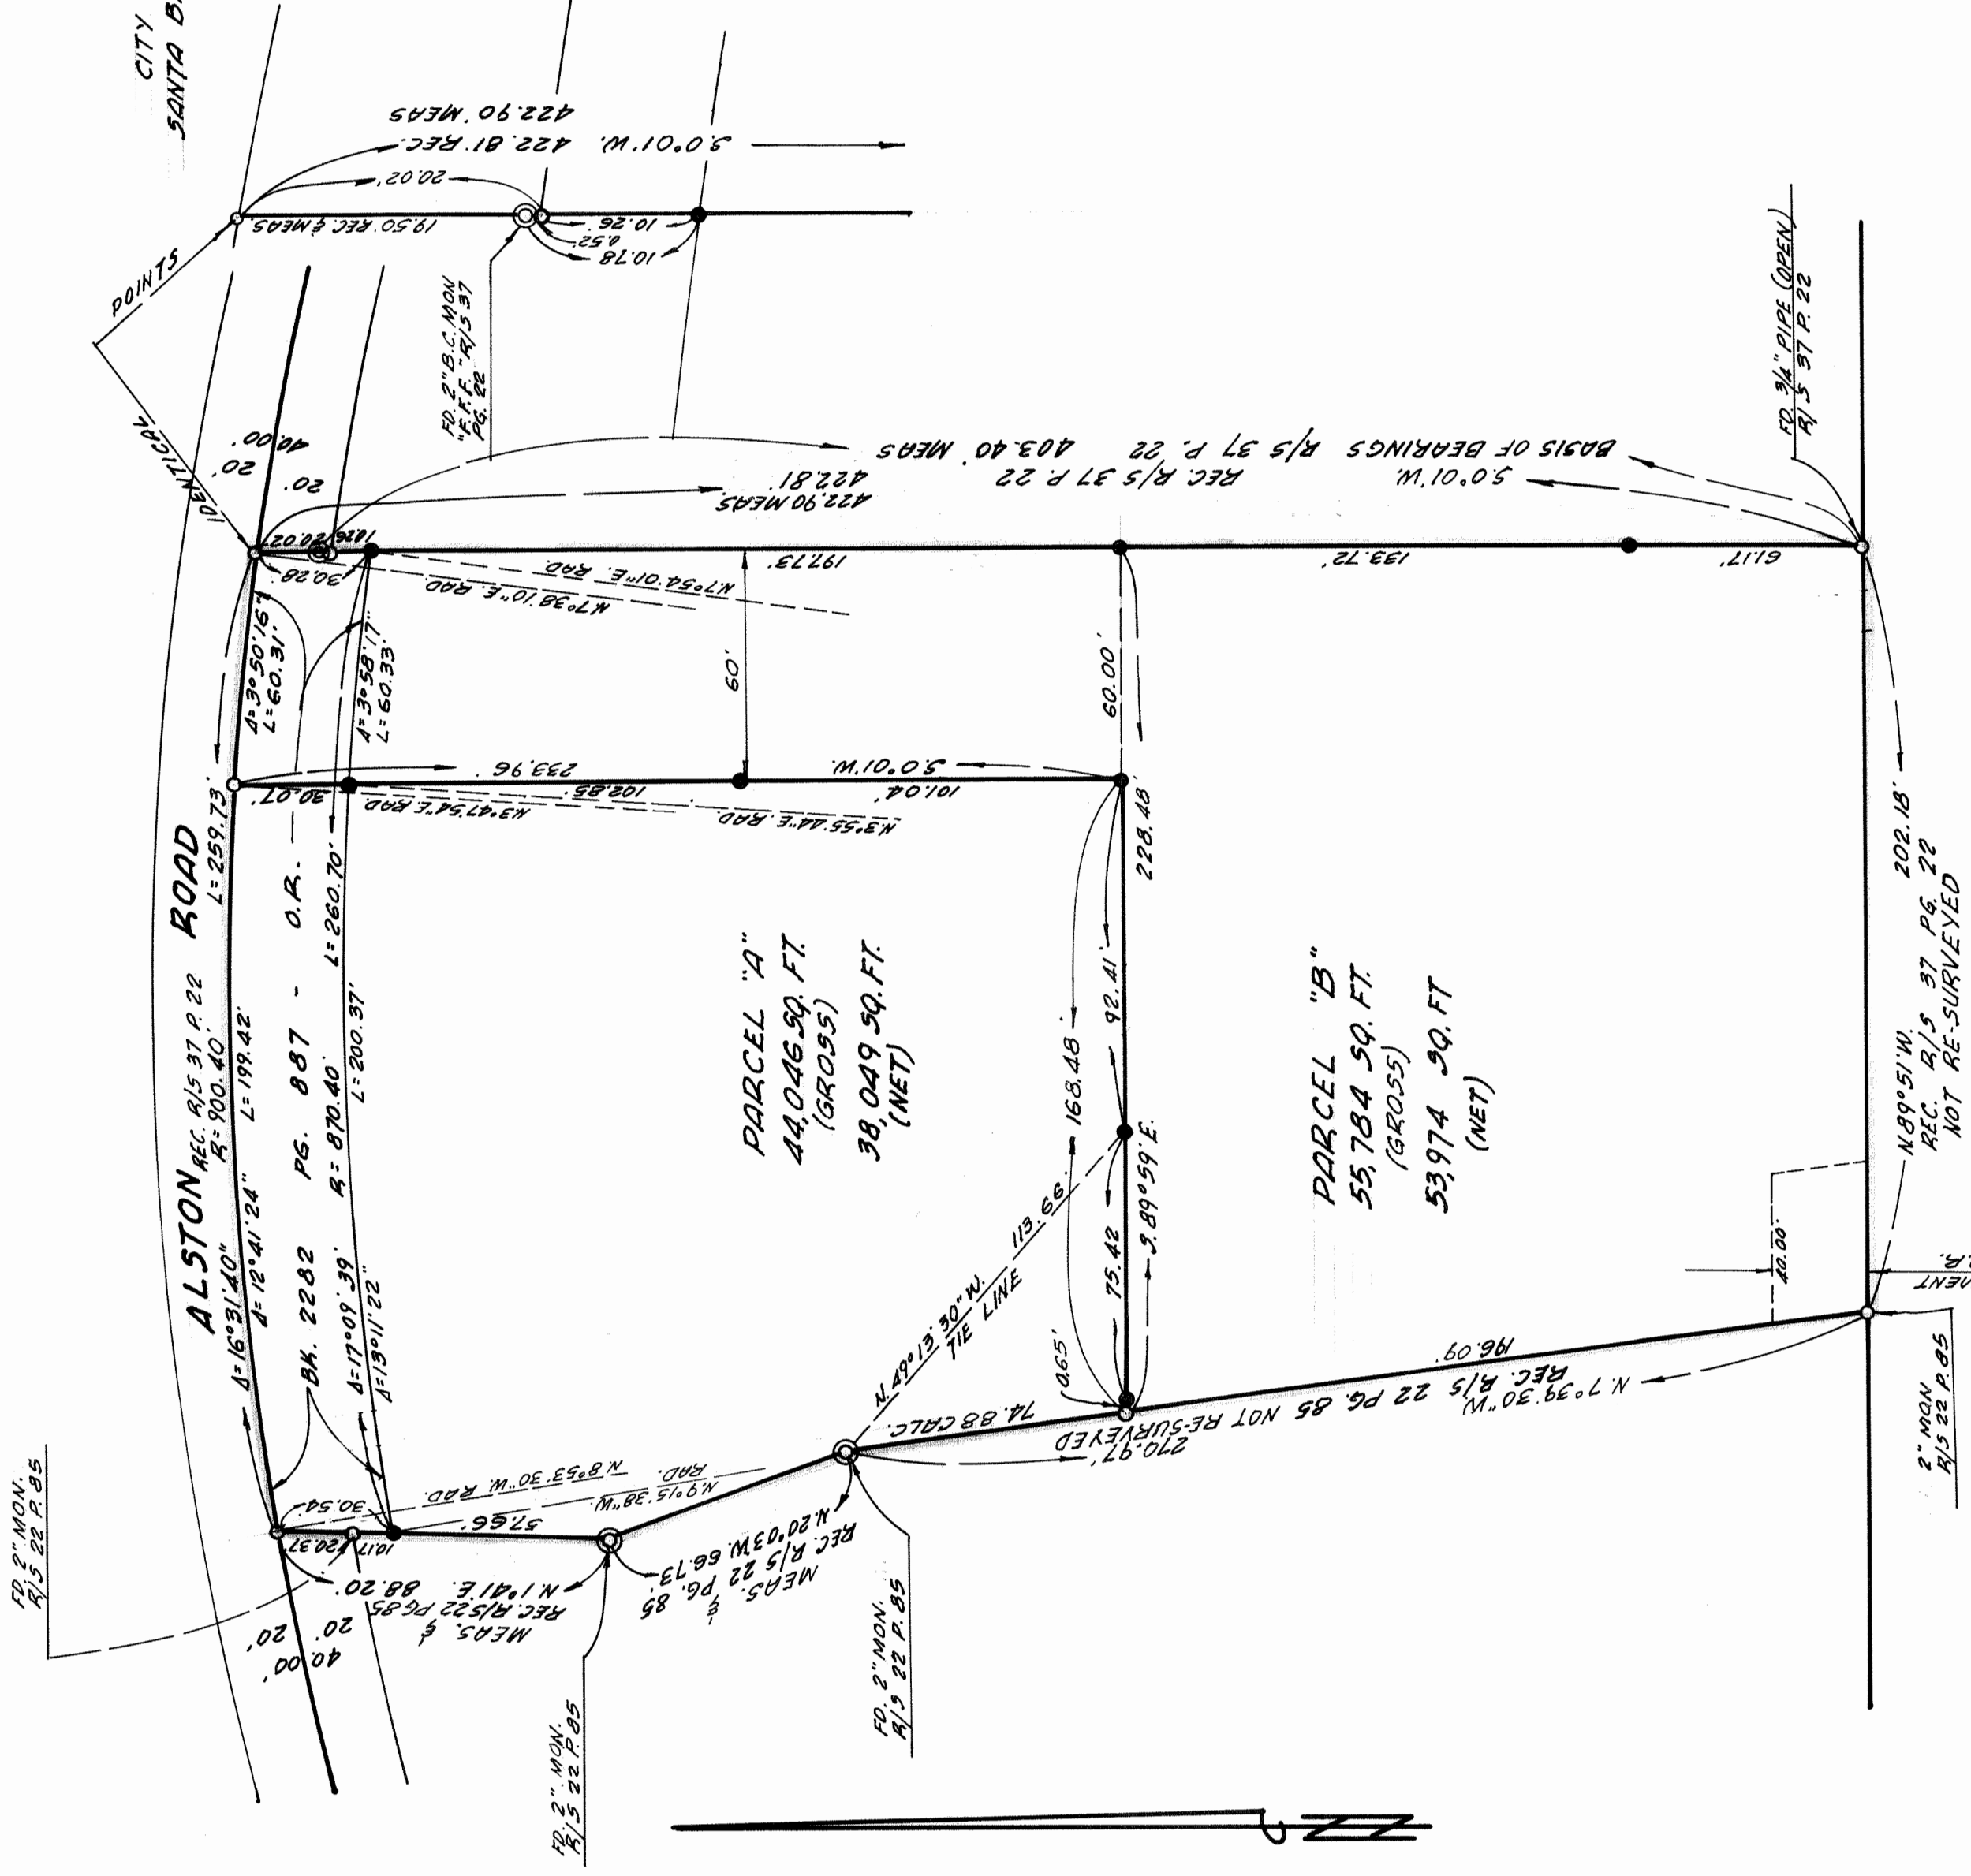 CITY
SANTA B
POINTS
IDENTICAL
S.0°01'W. 422.81' REC.
422.90' MEAS
20.02'
19.50' REC. & MEAS.
10.26'
0.52'
10.78'
FD. 2" B.C. MON
"F.F.F." R/S 37
PG. 22
FD. 3/4" PIPE (OPEN)
R/S 37 P. 22
40.00'
20'
20'
BASIS OF BEARINGS R/S 37 P. 22 403.40' MEAS
S.0°01'W. REC. R/S 37 P. 22 422.81'
422.90 MEAS.
20.02'
10.26
30.28'
197.73'
133.72'
61.17'
N.7°54'01"E. RAD.
N.7°38'10"E. RAD.
Δ=3°50'16"
L=60.31'
Δ=3°58'17"
L=60.33'
60'
60.00'
ALSTON ROAD
REC. R/S 37 P. 22
R=900.40'
L=259.73'
Δ=16°31'40"
Δ=12°41'24" L=199.42'
BK. 2282 PG. 887 - O.R.
Δ=17°09'39" R=870.40' L=260.70'
Δ=13°11'22" L=200.37'
233.96'
S.0°01'W.
30.07'
102.85'
101.04'
N.3°47'54"E. RAD.
N.3°55'44"E. RAD.
PARCEL "A"
44,046 SQ. FT.
(GROSS)
38,049 SQ. FT.
(NET)
228.48'
168.48'
92.41'
75.42
S.89°59'E.
0.65'
N.49°13'30"W. 113.66'
TIE LINE
PARCEL "B"
55,784 SQ. FT.
(GROSS)
53,974 SQ. FT
(NET)
N.89°51'W. 202.18'
REC. R/S 37 PG. 22
NOT RE-SURVEYED
40.00'
MENT
.R.
2" MON
R/S 22 P. 85
196.09'
N.7°39'30"W.
REC. R/S 22 PG. 85 NOT RE-SURVEYED
270.97'
74.88 CALC.
FD. 2" MON.
R/S 22 P. 85
30.54'
20.37'
10.17'
57.66'
N.8°53'30"W. RAD.
N.9°15'38"W. RAD.
N.1°41'E. 88.20'
MEAS. & REC. R/S 22 PG 85
N.20°03'W. 66.73'
REC. R/S 22 PG. 85
& MEAS.
20'
20'
40.00'
FD. 2" MON.
R/S 22 P. 85
FD. 2" MON.
R/S 22 P. 85
N